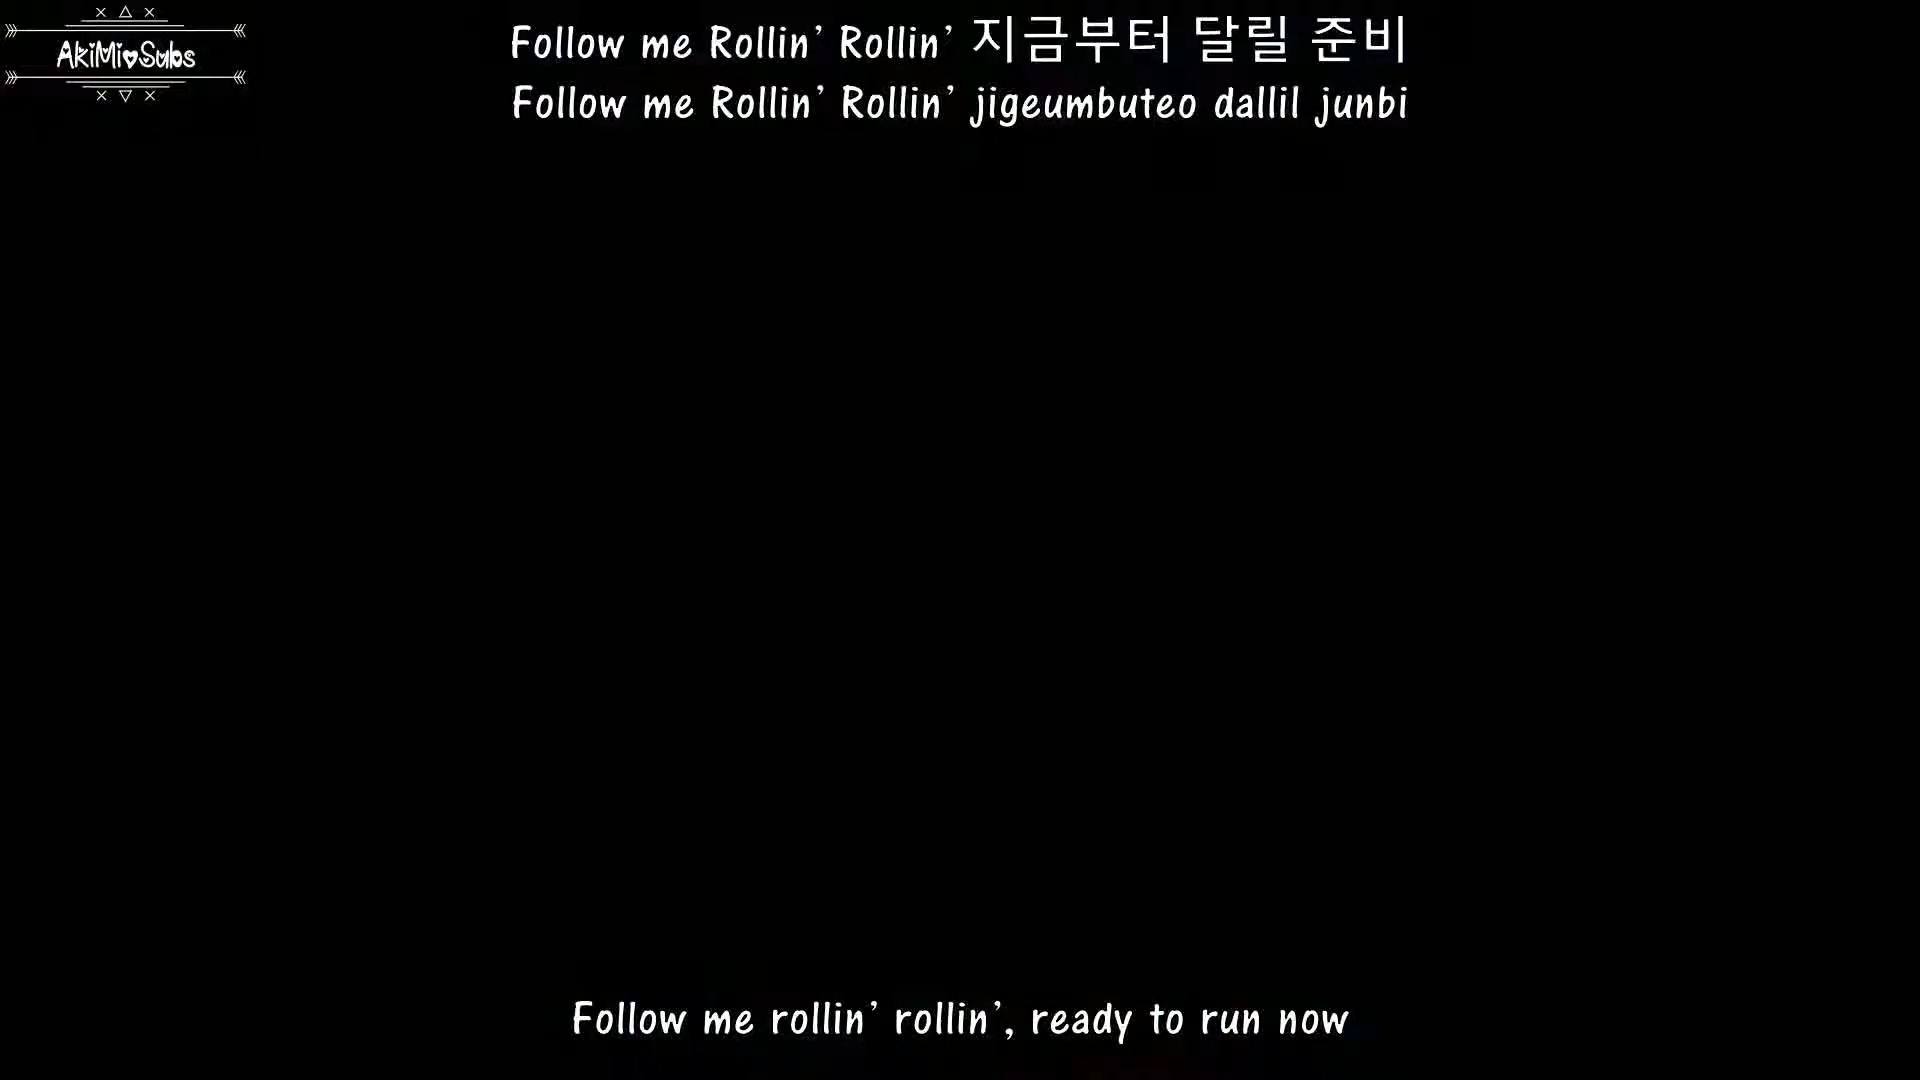 AkiMi♥Subs
Follow me Rollin’ Rollin’ 지금부터 달릴 준비
Follow me Rollin’ Rollin’ jigeumbuteo dallil junbi
Follow me rollin’ rollin’, ready to run now